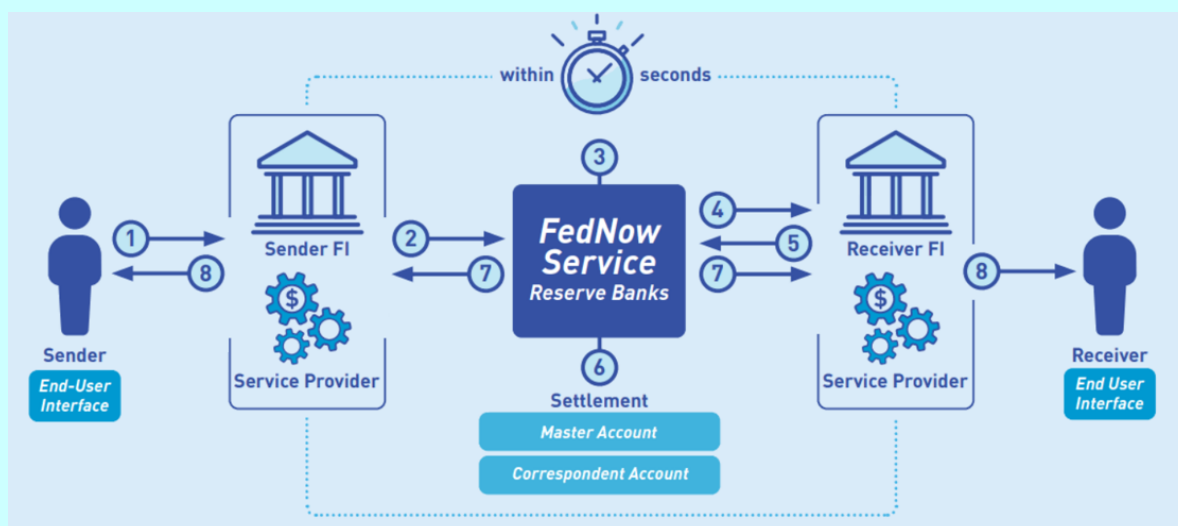 within
seconds
3
1
8
Sender FI
2
7
FedNow
Service
Reserve Banks
4
5
7
Receiver FI
8
$
$
Sender
End-User
Interface
Service Provider
6
Settlement
Master Account
Correspondent Account
Service Provider
Receiver
End User
Interface